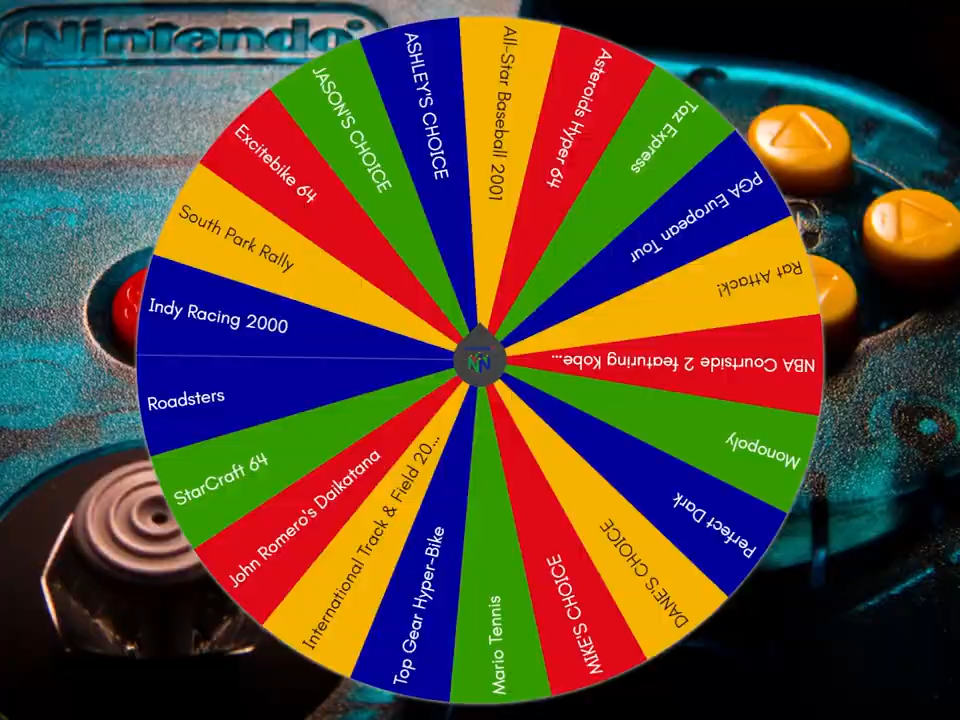 Nintendo
All-Star Baseball 2001
Asteroids Hyper 64
Taz Express
PGA European Tour
Rat Attack!
NBA Courtside 2 featuring Kobe...
Monopoly
Perfect Dark
DANE'S CHOICE
MIKE'S CHOICE
Mario Tennis
Top Gear Hyper-Bike
International Track & Field 20...
John Romero's Daikatana
StarCraft 64
Roadsters
Indy Racing 2000
South Park Rally
Excitebike 64
JASON'S CHOICE
ASHLEY'S CHOICE